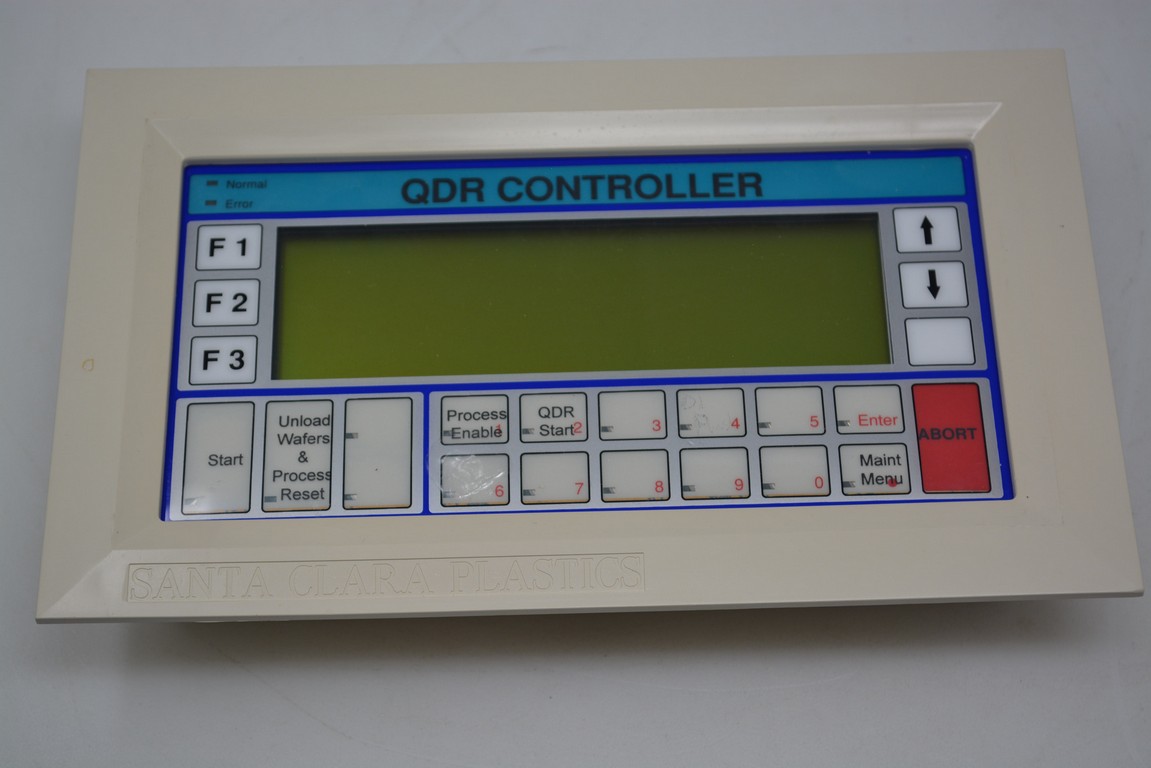 Normal
QDR CONTROLLER
Error
F 1
F 2
F 3
Start
Unload
Wafers
&
Process
Reset
Process
Enable 1
QDR
Start 2
3
4
5
Enter
6
7
8
9
0
Maint
Menu
ABORT
SANTA CLARA PLASTICS